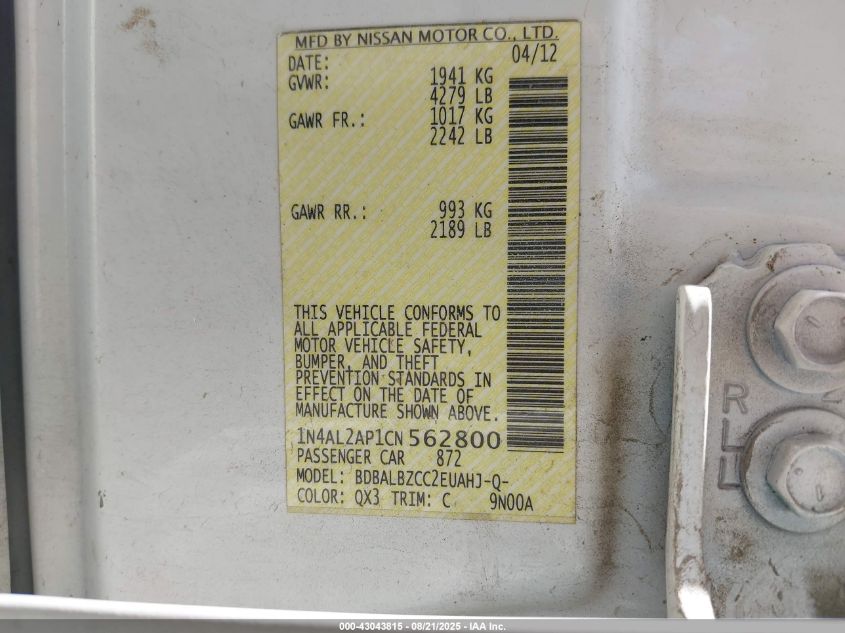 MFD BY NISSAN MOTOR CO., LTD.
DATE: 04/12
GVWR: 1941 KG
4279 LB
GAWR FR.: 1017 KG
2242 LB
GAWR RR.: 993 KG
2189 LB
THIS VEHICLE CONFORMS TO
ALL APPLICABLE FEDERAL
MOTOR VEHICLE SAFETY,
BUMPER, AND THEFT
PREVENTION STANDARDS IN
EFFECT ON THE DATE OF
MANUFACTURE SHOWN ABOVE.
1N4AL2AP1CN562800
PASSENGER CAR 872
MODEL: BDBALBZCC2EUAHJ-Q-
COLOR: QX3 TRIM: C 9N00A
000-43043815 - 08/21/2025 - IAA Inc.